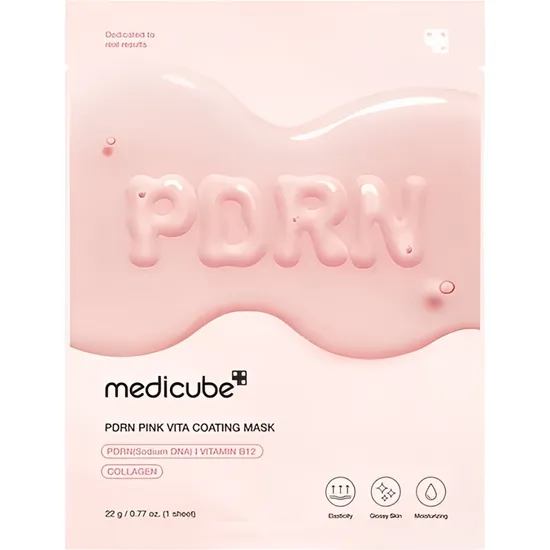 Dedicated to
real results
PDRN
medicube
PDRN PINK VITA COATING MASK
PDRN(Sodium DNA) I VITAMIN B12
COLLAGEN
22 g / 0.77 oz. (1 sheet)
Elasticity
Glossy Skin
Moisturizing